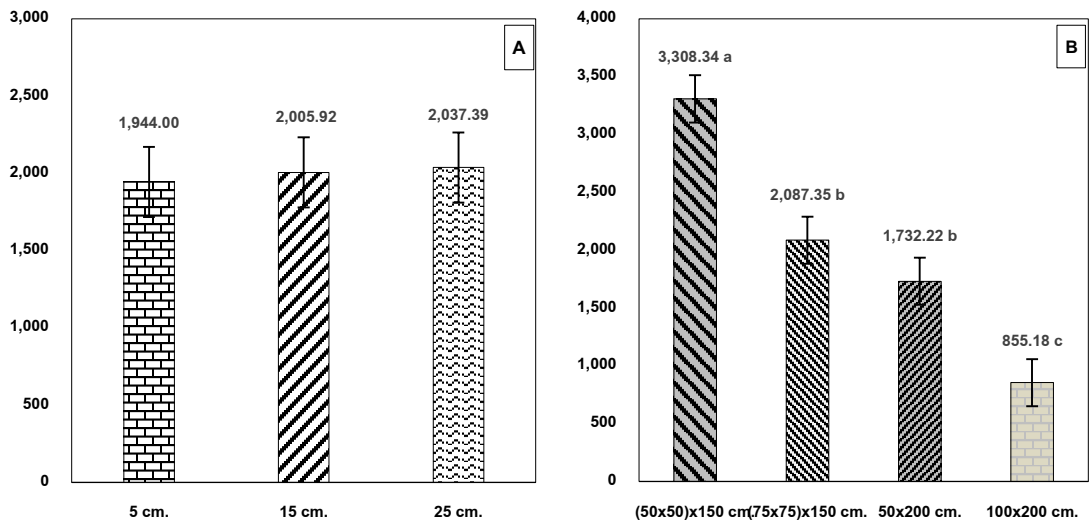 3,000
2,500
2,000
1,500
1,000
500
0
A
1,944.00
2,005.92
2,037.39
5 cm.
15 cm.
25 cm.
4,000
3,500
3,000
2,500
2,000
1,500
1,000
500
0
B
3,308.34 a
2,087.35 b
1,732.22 b
855.18 c
(50x50)x150 cm.
(75x75)x150 cm.
50x200 cm.
100x200 cm.